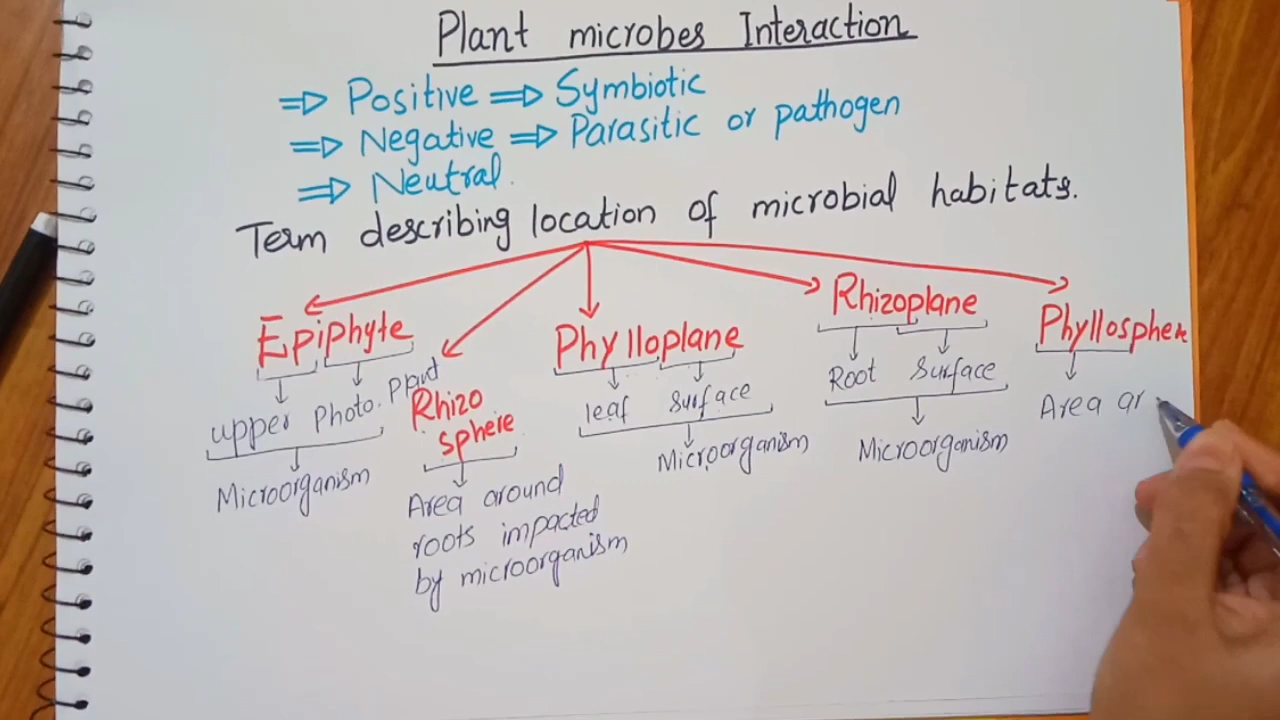 Plant microbes Interaction
⇒ Positive ⇒ Symbiotic
⇒ Negative ⇒ Parasitic or pathogen
⇒ Neutral.
Term describing location of microbial habitats.
Epiphyte
upper Photo. Plant
Microorganism
Rhizo
sphere
Area around
roots impacted
by microorganism
Phylloplane
leaf Surface
Microorganism
Rhizoplane
Root Surface
Microorganism
Phyllosphere
Area ar